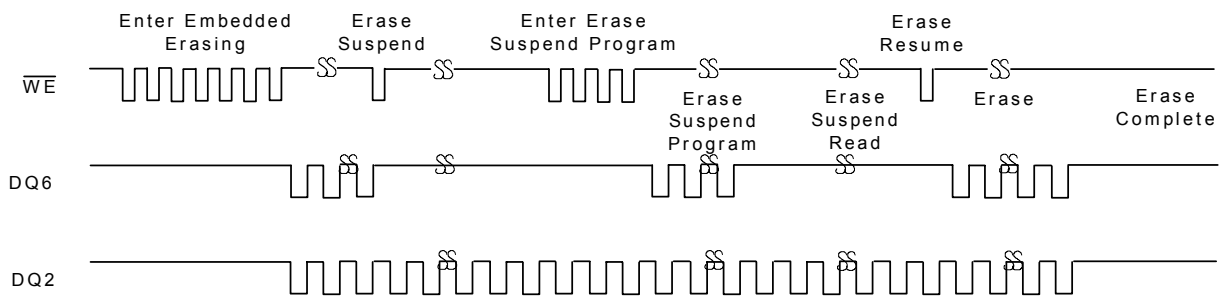 Enter Embedded
Erasing
Erase
Suspend
Enter Erase
Suspend Program
Erase
Resume
WE
Erase
Suspend
Program
Erase
Suspend
Read
Erase
Erase
Complete
DQ6
DQ2